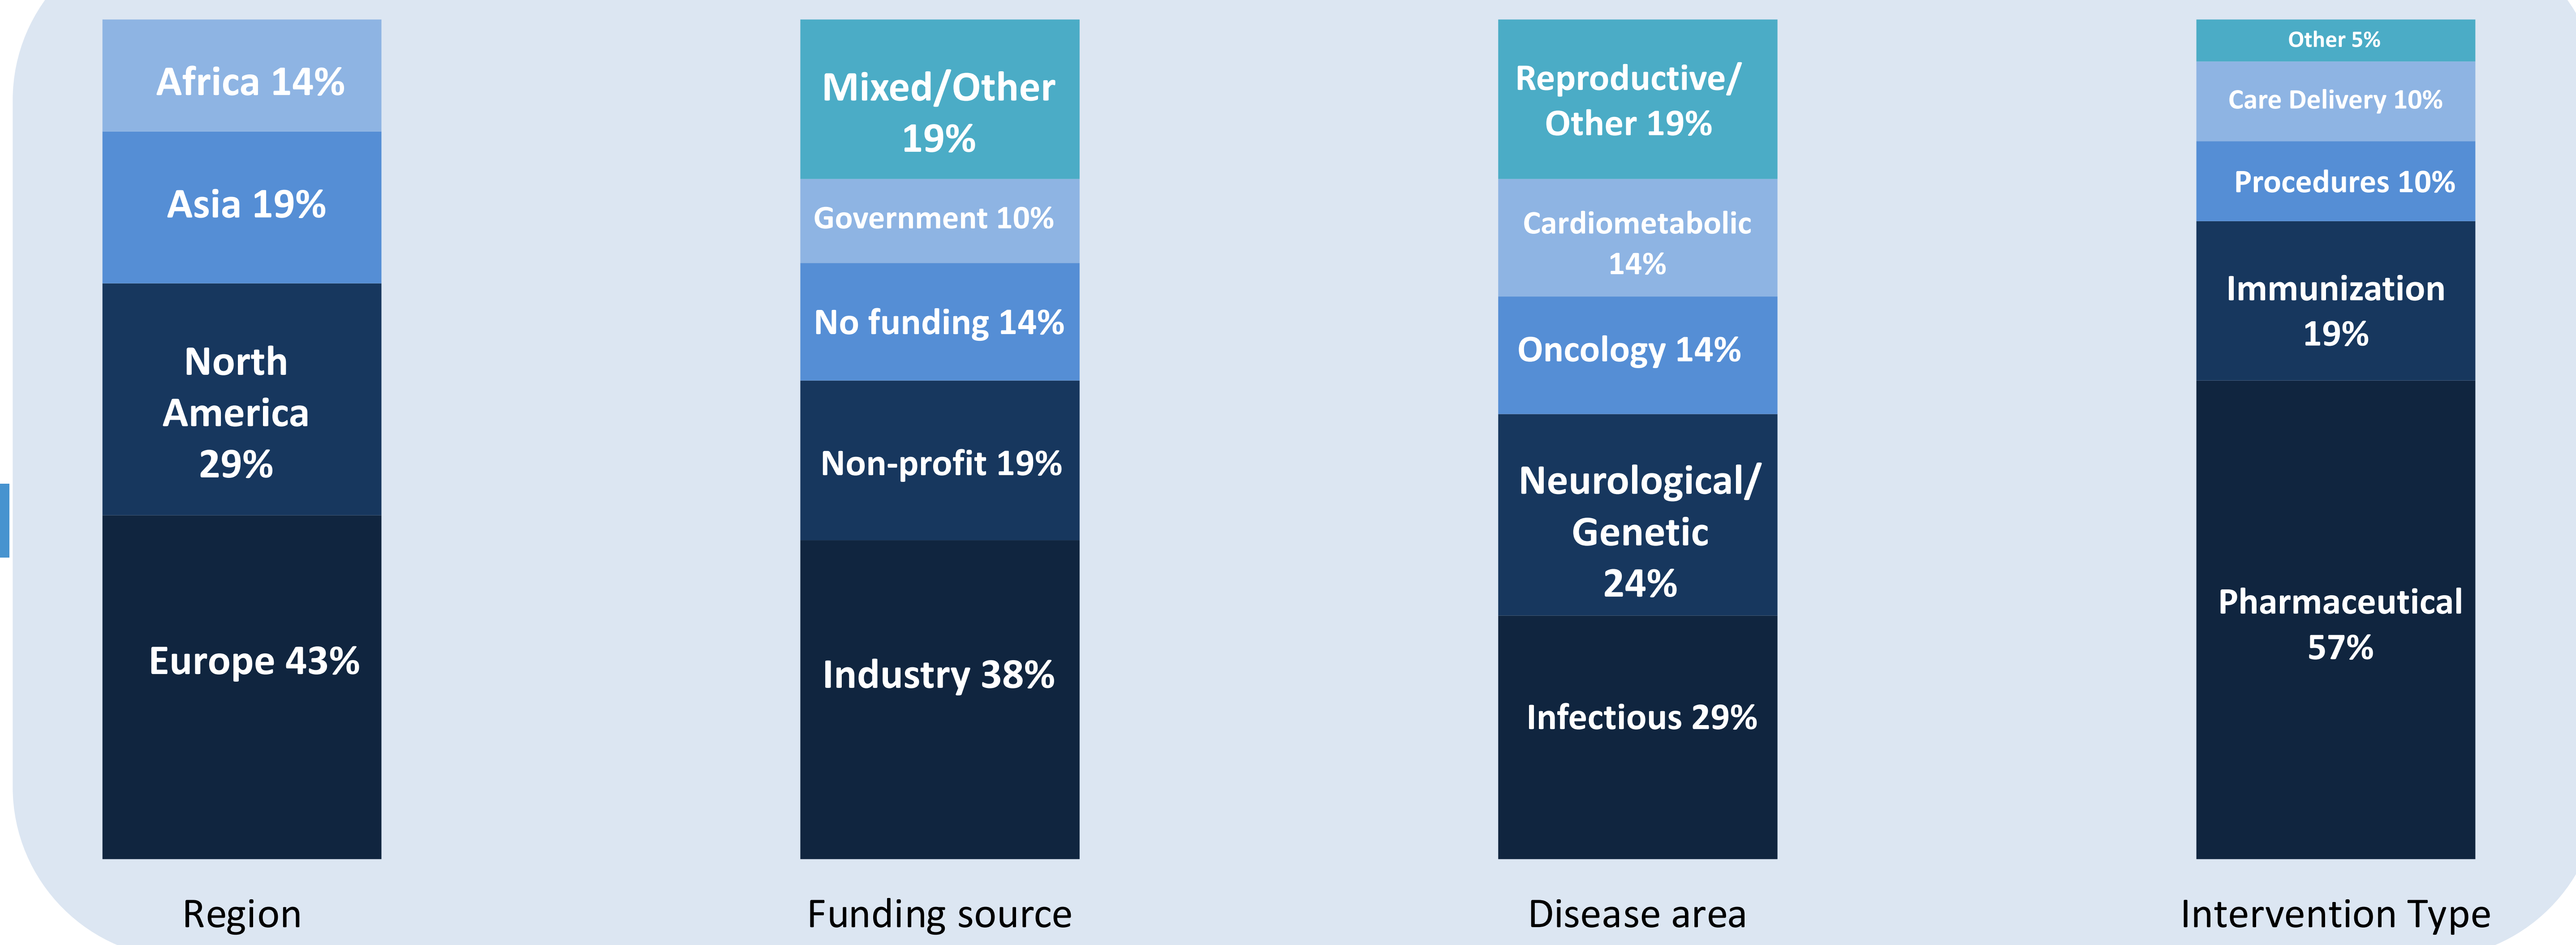 Africa 14%
Asia 19%
North
America
29%
Europe 43%
Region
Mixed/Other
19%
Government 10%
No funding 14%
Non-profit 19%
Industry 38%
Funding source
Reproductive/
Other 19%
Cardiometabolic
14%
Oncology 14%
Neurological/
Genetic
24%
Infectious 29%
Disease area
Other 5%
Care Delivery 10%
Procedures 10%
Immunization
19%
Pharmaceutical
57%
Intervention Type